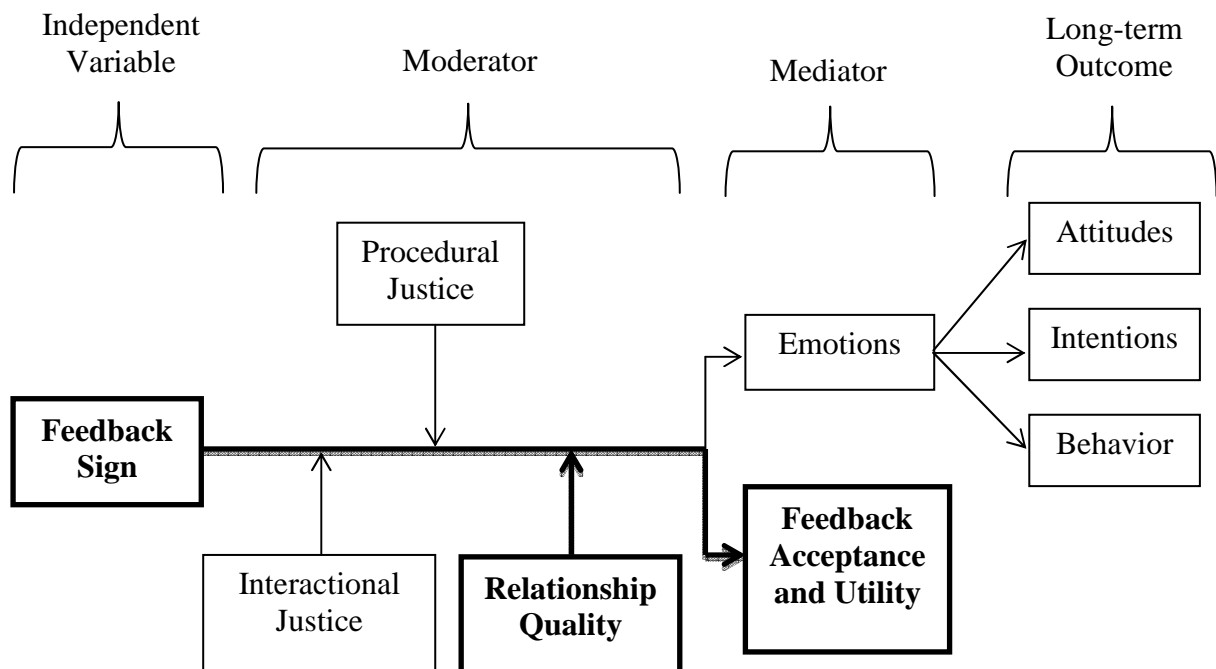 Independent
Variable
Moderator
Mediator
Long-term
Outcome
Procedural
Justice
Attitudes
Emotions
Intentions
Feedback
Sign
Behavior
Interactional
Justice
Relationship
Quality
Feedback
Acceptance
and Utility